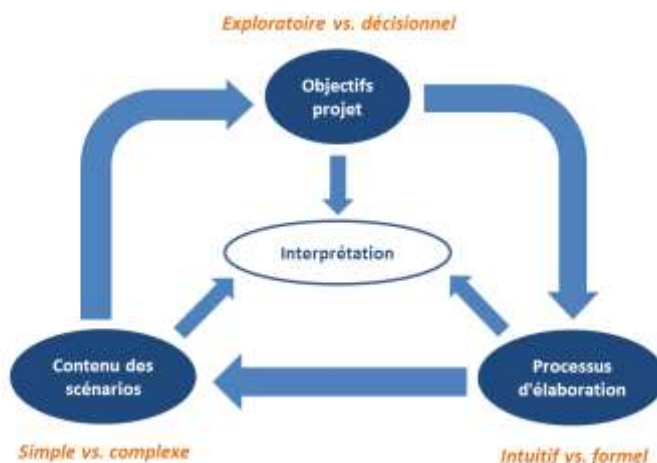 Exploratoire vs. décisionnel
Objectifs
projet
Interprétation
Contenu des
scénarios
Processus
d'élaboration
Simple vs. complexe
Intuitif vs. formel